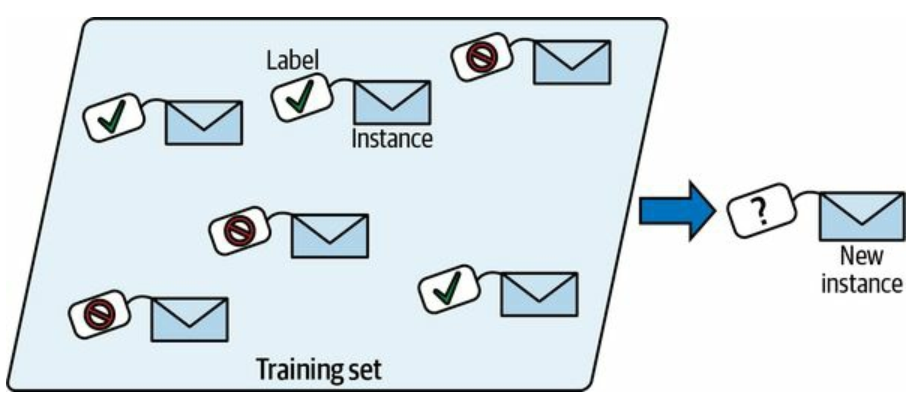 Label
Instance
?
New
instance
Training set